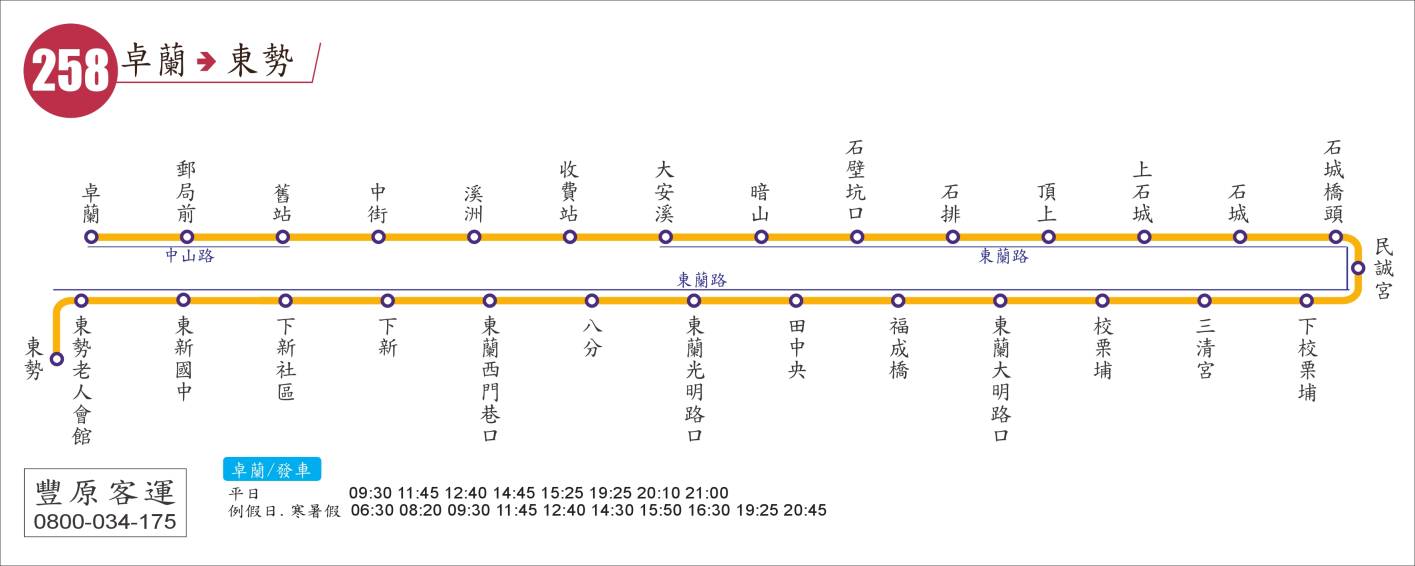 258
卓蘭➔東勢
卓蘭
郵局前
舊站
中街
溪洲
收費站
大安溪
暗山
石壁坑口
石排
頂上
上石城
石城
石城橋頭
中山路
東蘭路
民誠宮
東蘭路
東勢
東勢老人會館
東新國中
下新社區
下新
東蘭西門巷口
八分
東蘭光明路口
田中央
福成橋
東蘭大明路口
校栗埔
三清宮
下校栗埔
豐原客運
0800-034-175
卓蘭/發車
平日 09:30 11:45 12:40 14:45 15:25 19:25 20:10 21:00
例假日.寒暑假 06:30 08:20 09:30 11:45 12:40 14:30 15:50 16:30 19:25 20:45